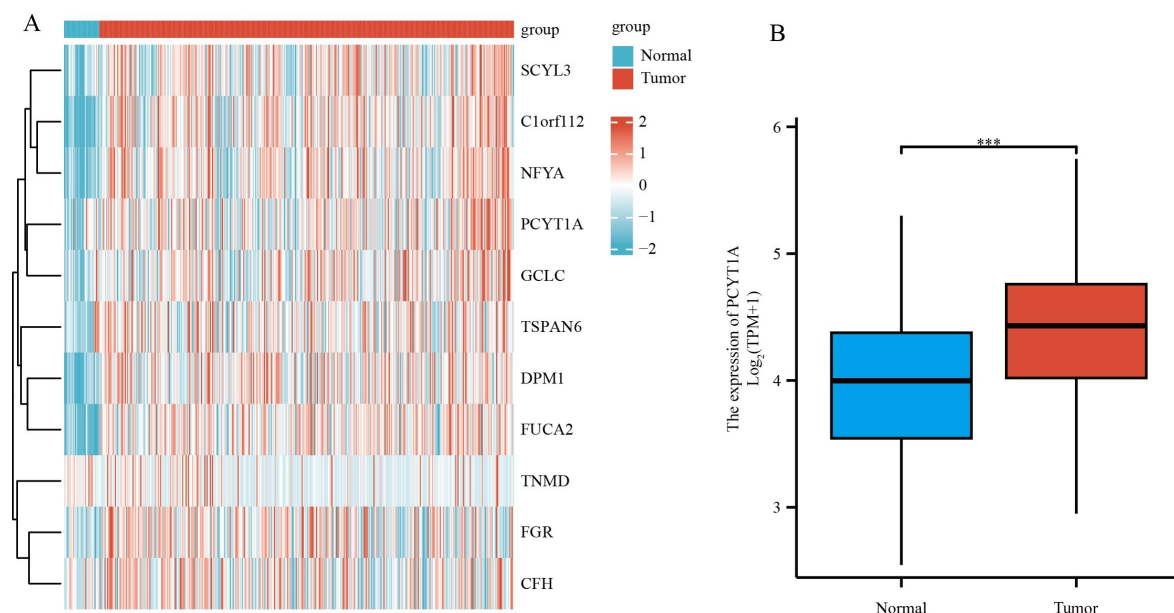 A
group
SCYL3
C1orf112
NFYA
PCYT1A
GCLC
TSPAN6
DPM1
FUCA2
TNMD
FGR
CFH
group
Normal
Tumor
2
1
0
−1
−2
B
The expression of PCYT1A
Log₂(TPM+1)
6
5
4
3
***
Normal
Tumor